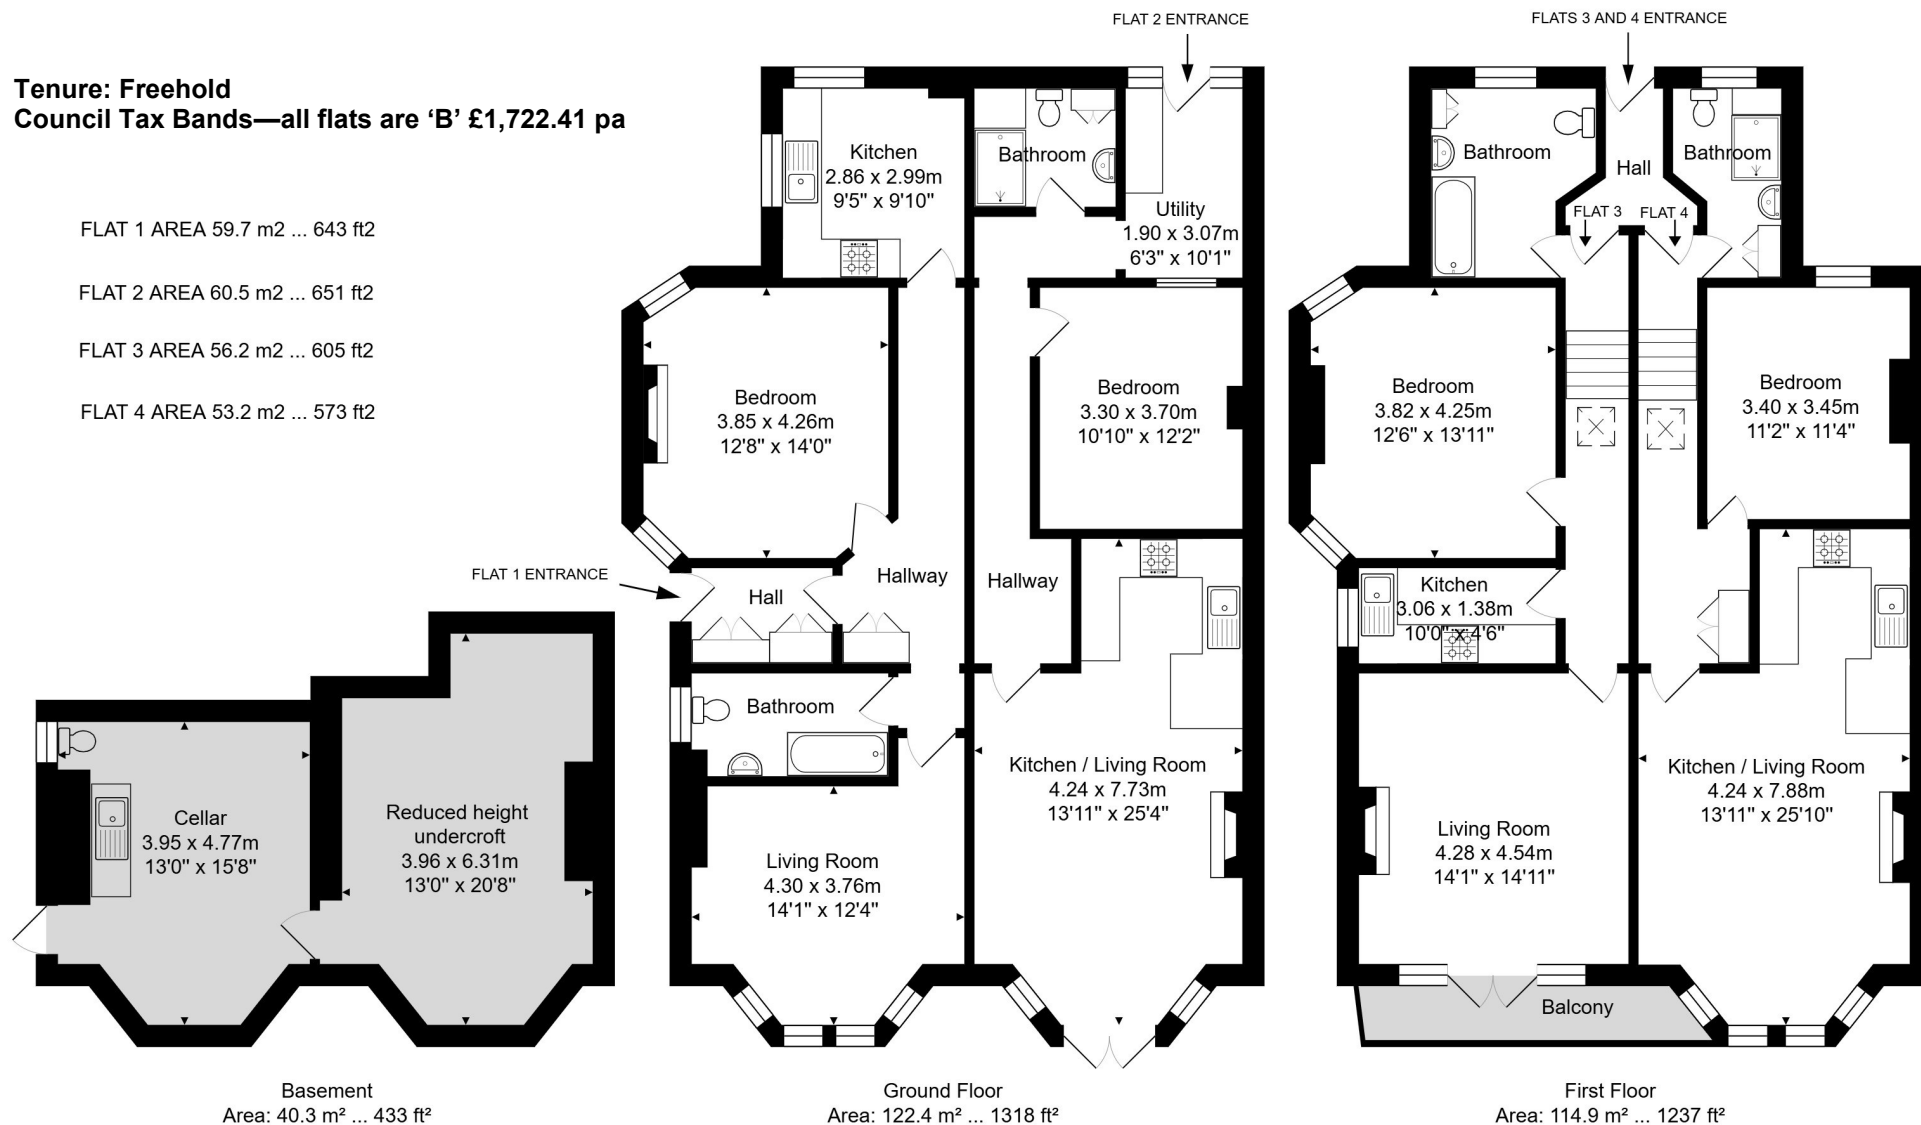 Tenure: Freehold
Council Tax Bands—all flats are ‘B’ £1,722.41 pa
FLAT 1 AREA 59.7 m2 ... 643 ft2
FLAT 2 AREA 60.5 m2 ... 651 ft2
FLAT 3 AREA 56.2 m2 ... 605 ft2
FLAT 4 AREA 53.2 m2 ... 573 ft2
Cellar
3.95 x 4.77m
13'0" x 15'8"
Reduced height
undercroft
3.96 x 6.31m
13'0" x 20'8"
Basement
Area: 40.3 m² ... 433 ft²
FLAT 2 ENTRANCE
Kitchen
2.86 x 2.99m
9'5" x 9'10"
Bathroom
Utility
1.90 x 3.07m
6'3" x 10'1"
Bedroom
3.85 x 4.26m
12'8" x 14'0"
Bedroom
3.30 x 3.70m
10'10" x 12'2"
FLAT 1 ENTRANCE
Hall
Hallway
Hallway
Bathroom
Kitchen / Living Room
4.24 x 7.73m
13'11" x 25'4"
Living Room
4.30 x 3.76m
14'1" x 12'4"
Ground Floor
Area: 122.4 m² ... 1318 ft²
FLATS 3 AND 4 ENTRANCE
Bathroom
Hall
Bathroom
FLAT 3
FLAT 4
Bedroom
3.82 x 4.25m
12'6" x 13'11"
Bedroom
3.40 x 3.45m
11'2" x 11'4"
Kitchen
3.06 x 1.38m
10'0" x 4'6"
Kitchen / Living Room
4.24 x 7.88m
13'11" x 25'10"
Living Room
4.28 x 4.54m
14'1" x 14'11"
Balcony
First Floor
Area: 114.9 m² ... 1237 ft²